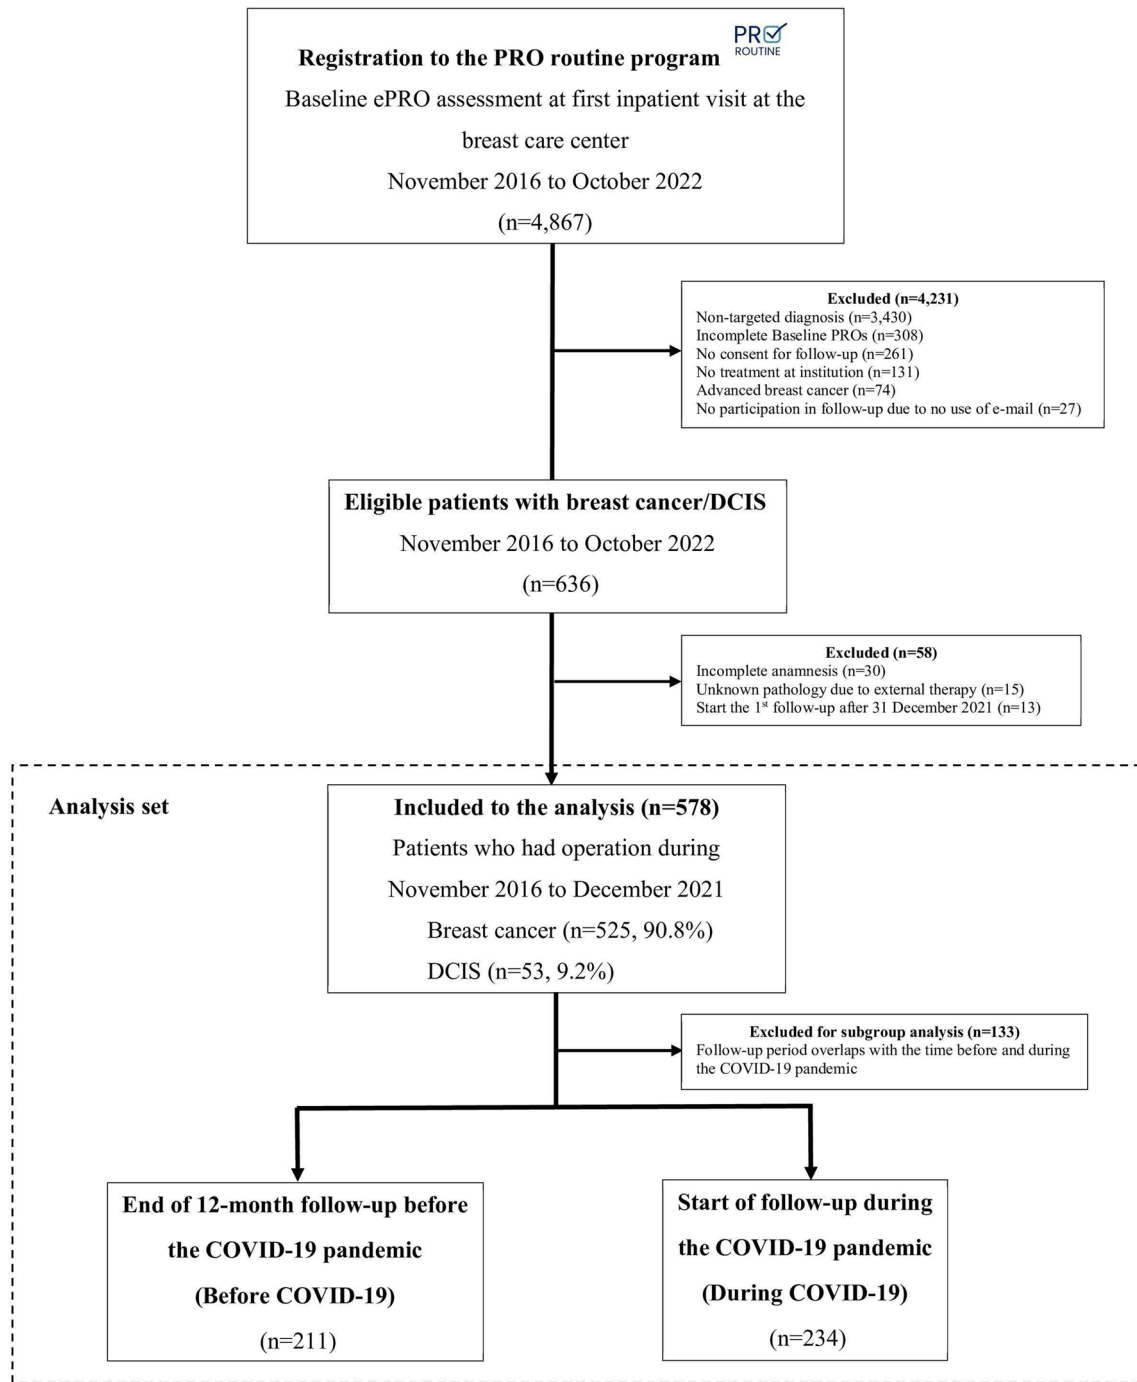 PRO
ROUTINE
Registration to the PRO routine program
Baseline ePRO assessment at first inpatient visit at the
breast care center
November 2016 to October 2022
(n=4,867)
Excluded (n=4,231)
Non-targeted diagnosis (n=3,430)
Incomplete Baseline PROs (n=308)
No consent for follow-up (n=261)
No treatment at institution (n=131)
Advanced breast cancer (n=74)
No participation in follow-up due to no use of e-mail (n=27)
Eligible patients with breast cancer/DCIS
November 2016 to October 2022
(n=636)
Excluded (n=58)
Incomplete anamnesis (n=30)
Unknown pathology due to external therapy (n=15)
Start the 1st follow-up after 31 December 2021 (n=13)
Analysis set
Included to the analysis (n=578)
Patients who had operation during
November 2016 to December 2021
Breast cancer (n=525, 90.8%)
DCIS (n=53, 9.2%)
Excluded for subgroup analysis (n=133)
Follow-up period overlaps with the time before and during
the COVID-19 pandemic
End of 12-month follow-up before
the COVID-19 pandemic
(Before COVID-19)
(n=211)
Start of follow-up during
the COVID-19 pandemic
(During COVID-19)
(n=234)